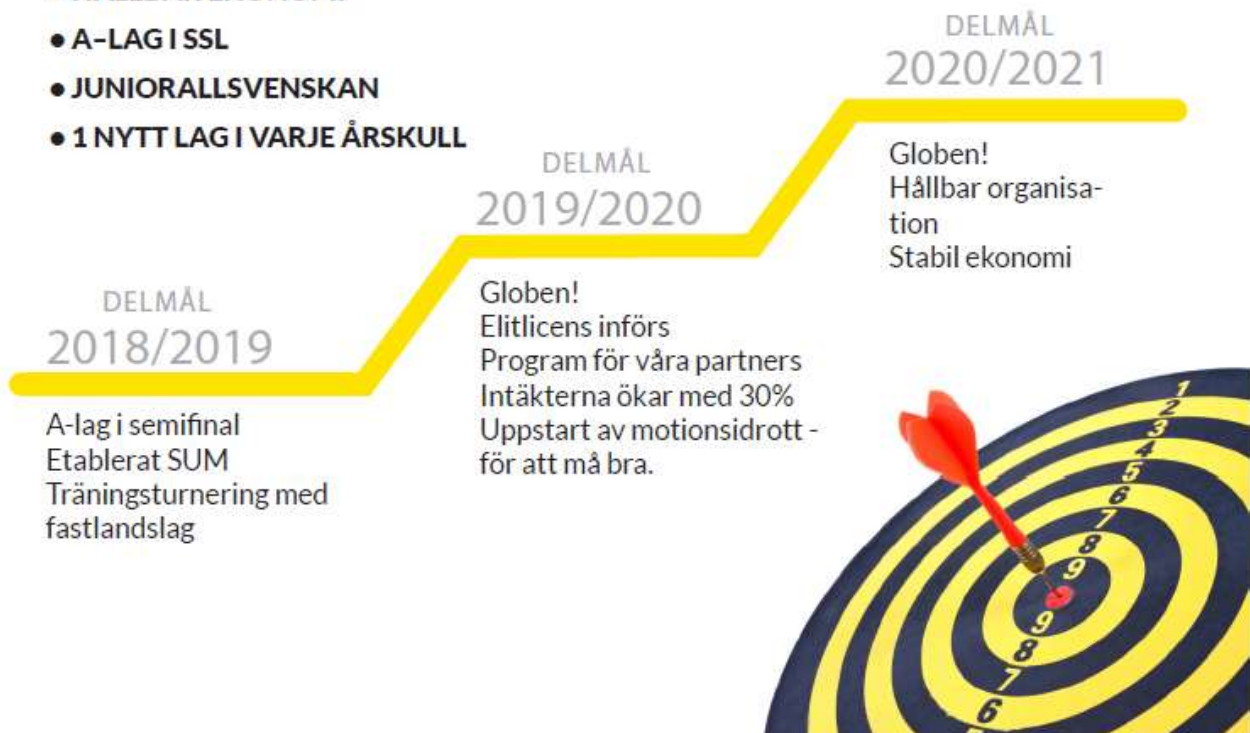 • A-LAG I SSL
• JUNIORALLSVENSKAN
• 1 NYTT LAG I VARJE ÅRSKULL
DELMÅL
2018/2019
A-lag i semifinal
Etablerat SUM
Träningsturnering med
fastlandslag
DELMÅL
2019/2020
Globen!
Elitlicens införs
Program för våra partners
Intäkterna ökar med 30%
Uppstart av motionsidrott -
för att må bra.
DELMÅL
2020/2021
Globen!
Hållbar organisa-
tion
Stabil ekonomi
1
2
3
4
5
6
7
8
9
9
8
7
6